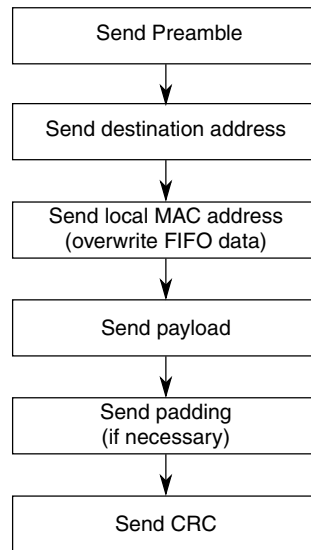 Send Preamble
Send destination address
Send local MAC address
(overwrite FIFO data)
Send payload
Send padding
(if necessary)
Send CRC